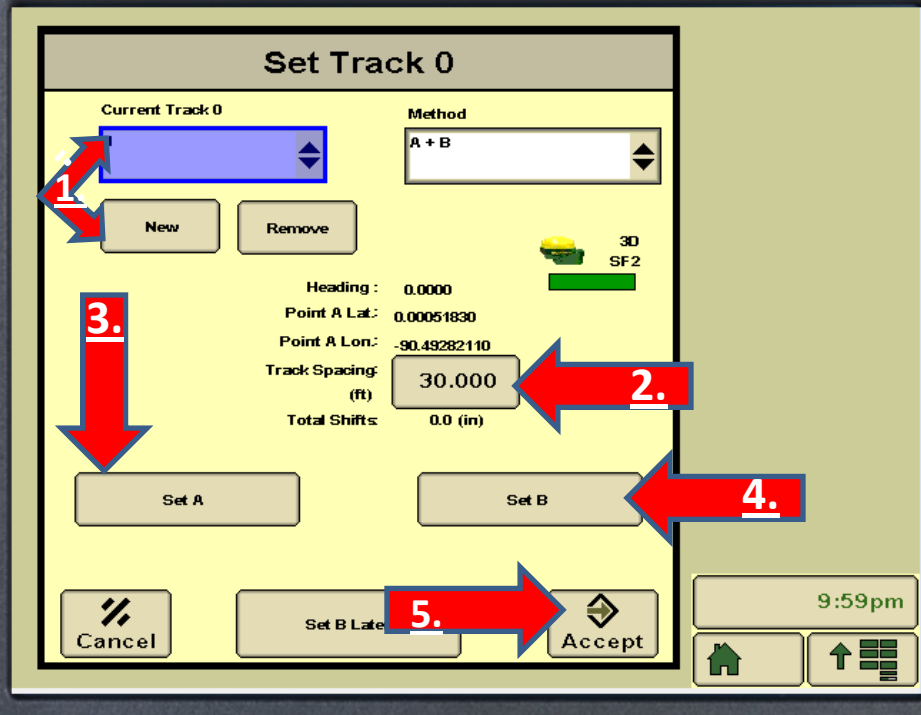 Set Track 0
Current Track 0
Method
A + B
1.
New
Remove
3D
SF2
Heading : 0.0000
3.
Point A Lat.: 0.00051830
Point A Lon.: -90.49282110
Track Spacing:
(ft)
30.000
2.
Total Shifts: 0.0 (in)
Set A
Set B
4.
Cancel
Set B Late
5.
Accept
9:59pm